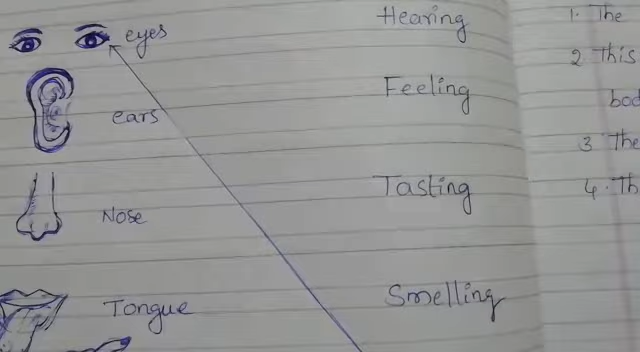 eyes
ears
Nose
Tongue
Hearing
Feeling
Tasting
Smelling
1. The
2 This
bod
3 The
4. Th